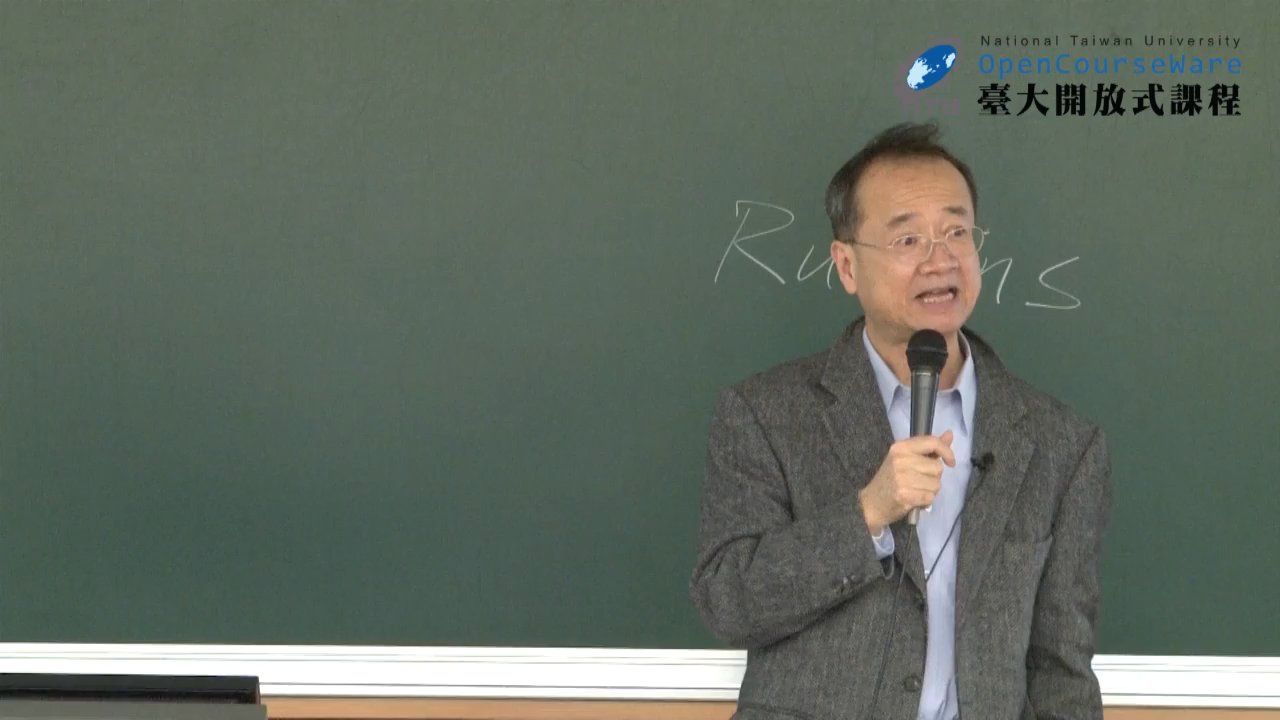 National Taiwan University
OpenCourseWare
臺大開放式課程